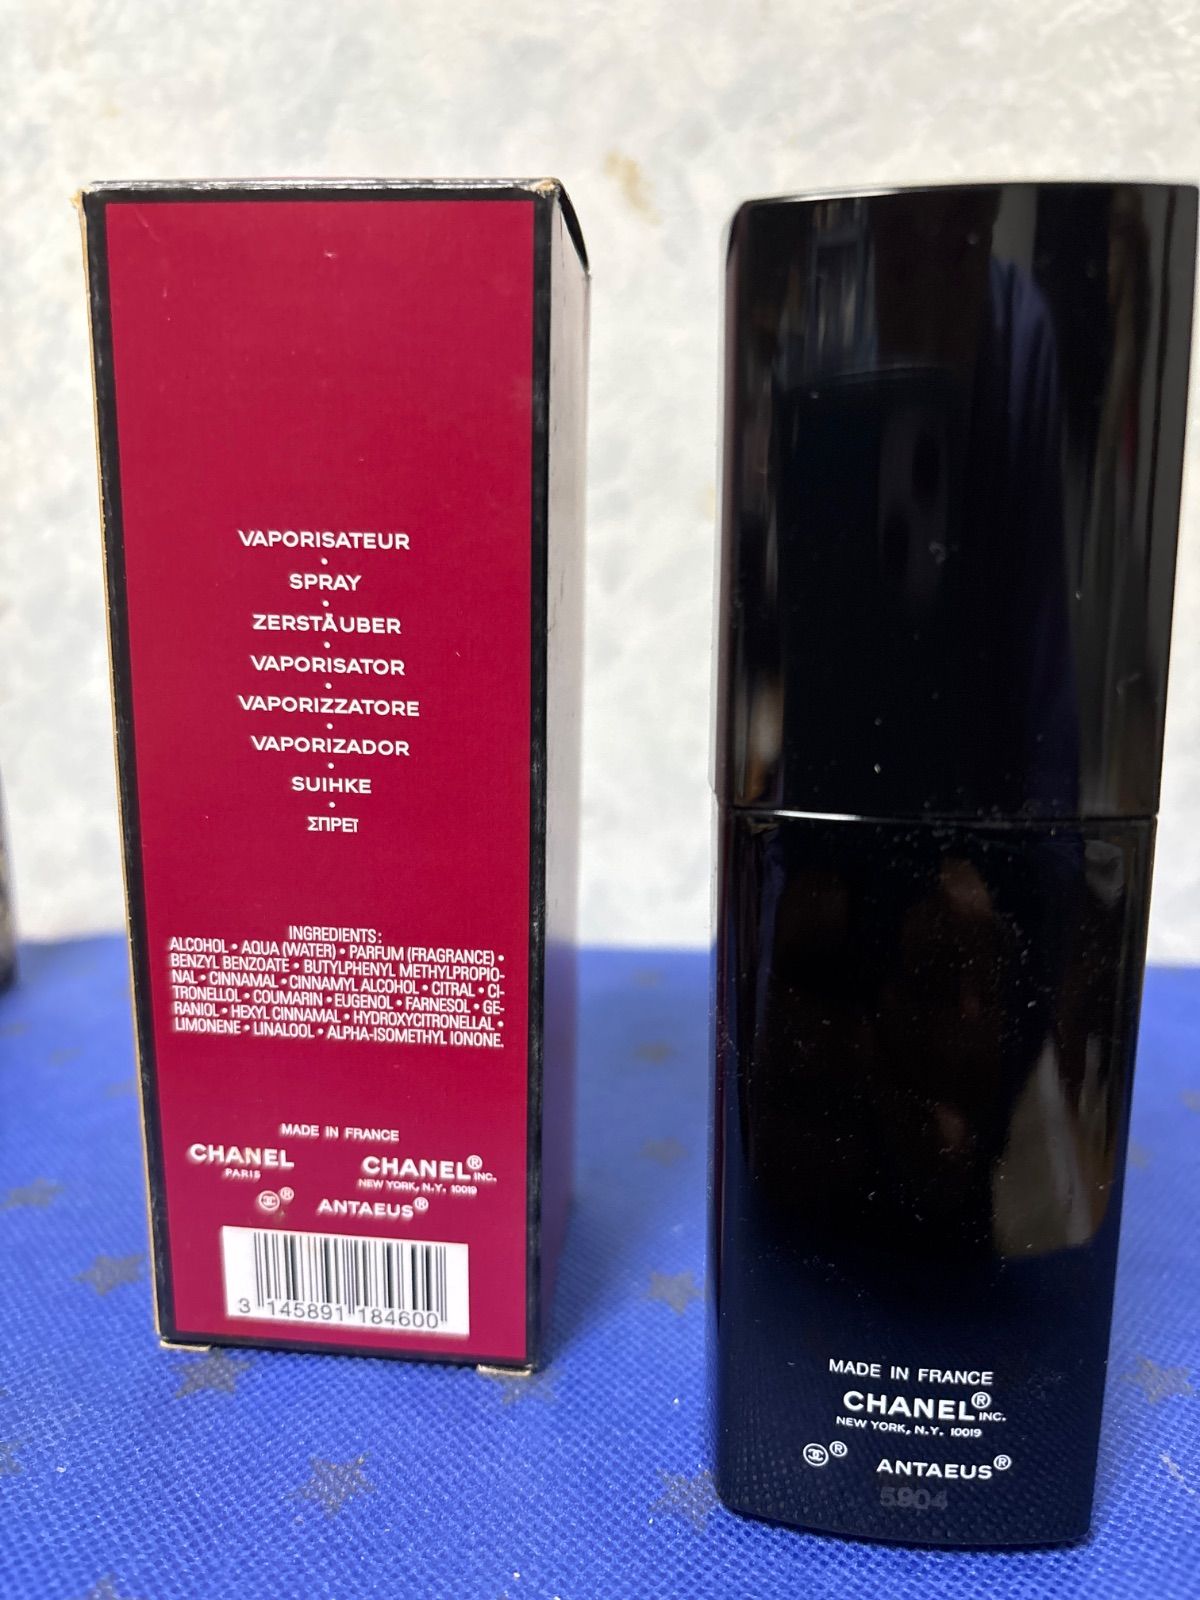 VAPORISATEUR
•
SPRAY
•
ZERSTÄUBER
•
VAPORISATOR
•
VAPORIZZATORE
•
VAPORIZADOR
•
SUIHKE
•
ΣΠΡΕΪ
INGREDIENTS:
ALCOHOL • AQUA (WATER) • PARFUM (FRAGRANCE) •
BENZYL BENZOATE • BUTYLPHENYL METHYLPROPIO-
NAL • CINNAMAL • CINNAMYL ALCOHOL • CITRAL • CI-
TRONELLOL • COUMARIN • EUGENOL • FARNESOL • GE-
RANIOL • HEXYL CINNAMAL • HYDROXYCITRONELLAL •
LIMONENE • LINALOOL • ALPHA-ISOMETHYL IONONE.
MADE IN FRANCE
CHANEL
PARIS
CHANEL® INC.
NEW YORK, N.Y. 10019
® ANTAEUS®
3 145891 184600
MADE IN FRANCE
CHANEL® INC.
NEW YORK, N.Y. 10019
® ANTAEUS®
5904